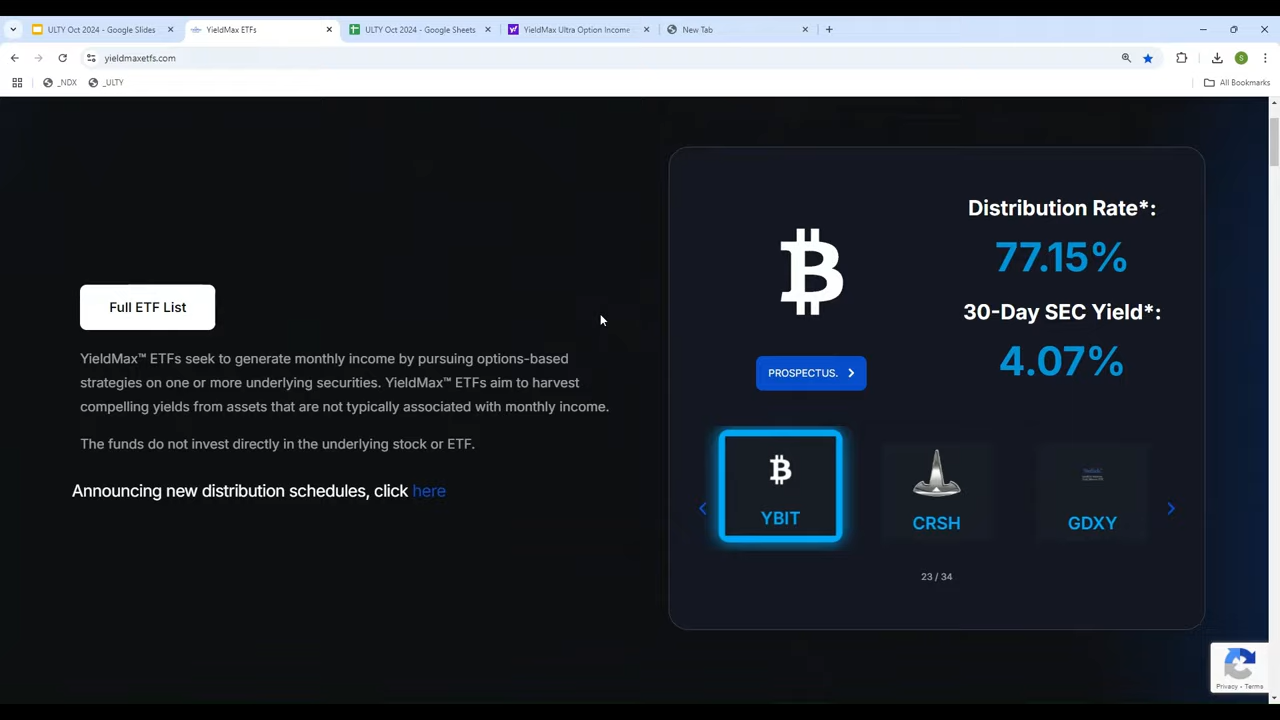 ULTY Oct 2024 - Google Slides
YieldMax ETFs
ULTY Oct 2024 - Google Sheets
YieldMax Ultra Option Income
New Tab
yieldmaxetfs.com
_NDX
_ULTY
All Bookmarks
Full ETF List
YieldMax™ ETFs seek to generate monthly income by pursuing options-based
strategies on one or more underlying securities. YieldMax™ ETFs aim to harvest
compelling yields from assets that are not typically associated with monthly income.
The funds do not invest directly in the underlying stock or ETF.
Announcing new distribution schedules, click here
Distribution Rate*:
77.15%
30-Day SEC Yield*:
4.07%
PROSPECTUS.
YBIT
CRSH
GDXY
23 / 34
Privacy - Terms